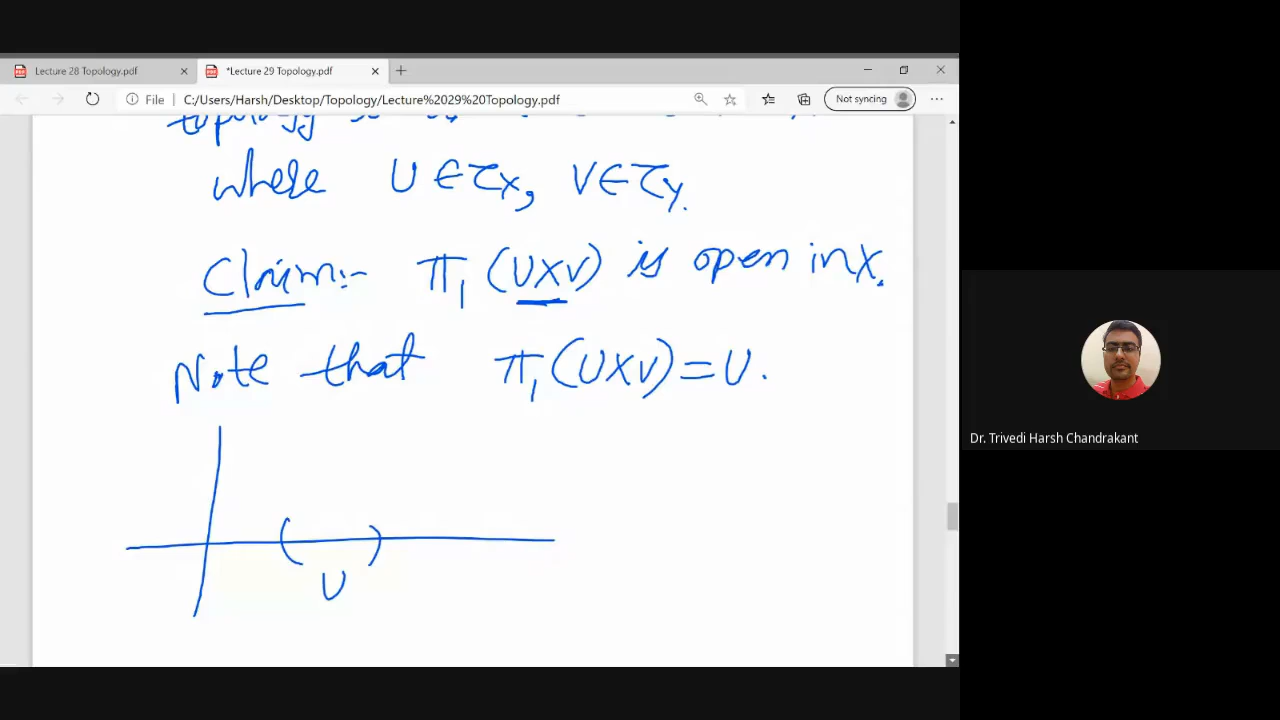 Lecture 28 Topology.pdf
*Lecture 29 Topology.pdf
File
C:/Users/Harsh/Desktop/Topology/Lecture%2029%20Topology.pdf
Not syncing
topology
where U ∈ τX, V ∈ τY.
Claim:- π1 (U×V) is open in X.
Note that π1 (U×V) = U.
( )
U
Dr. Trivedi Harsh Chandrakant